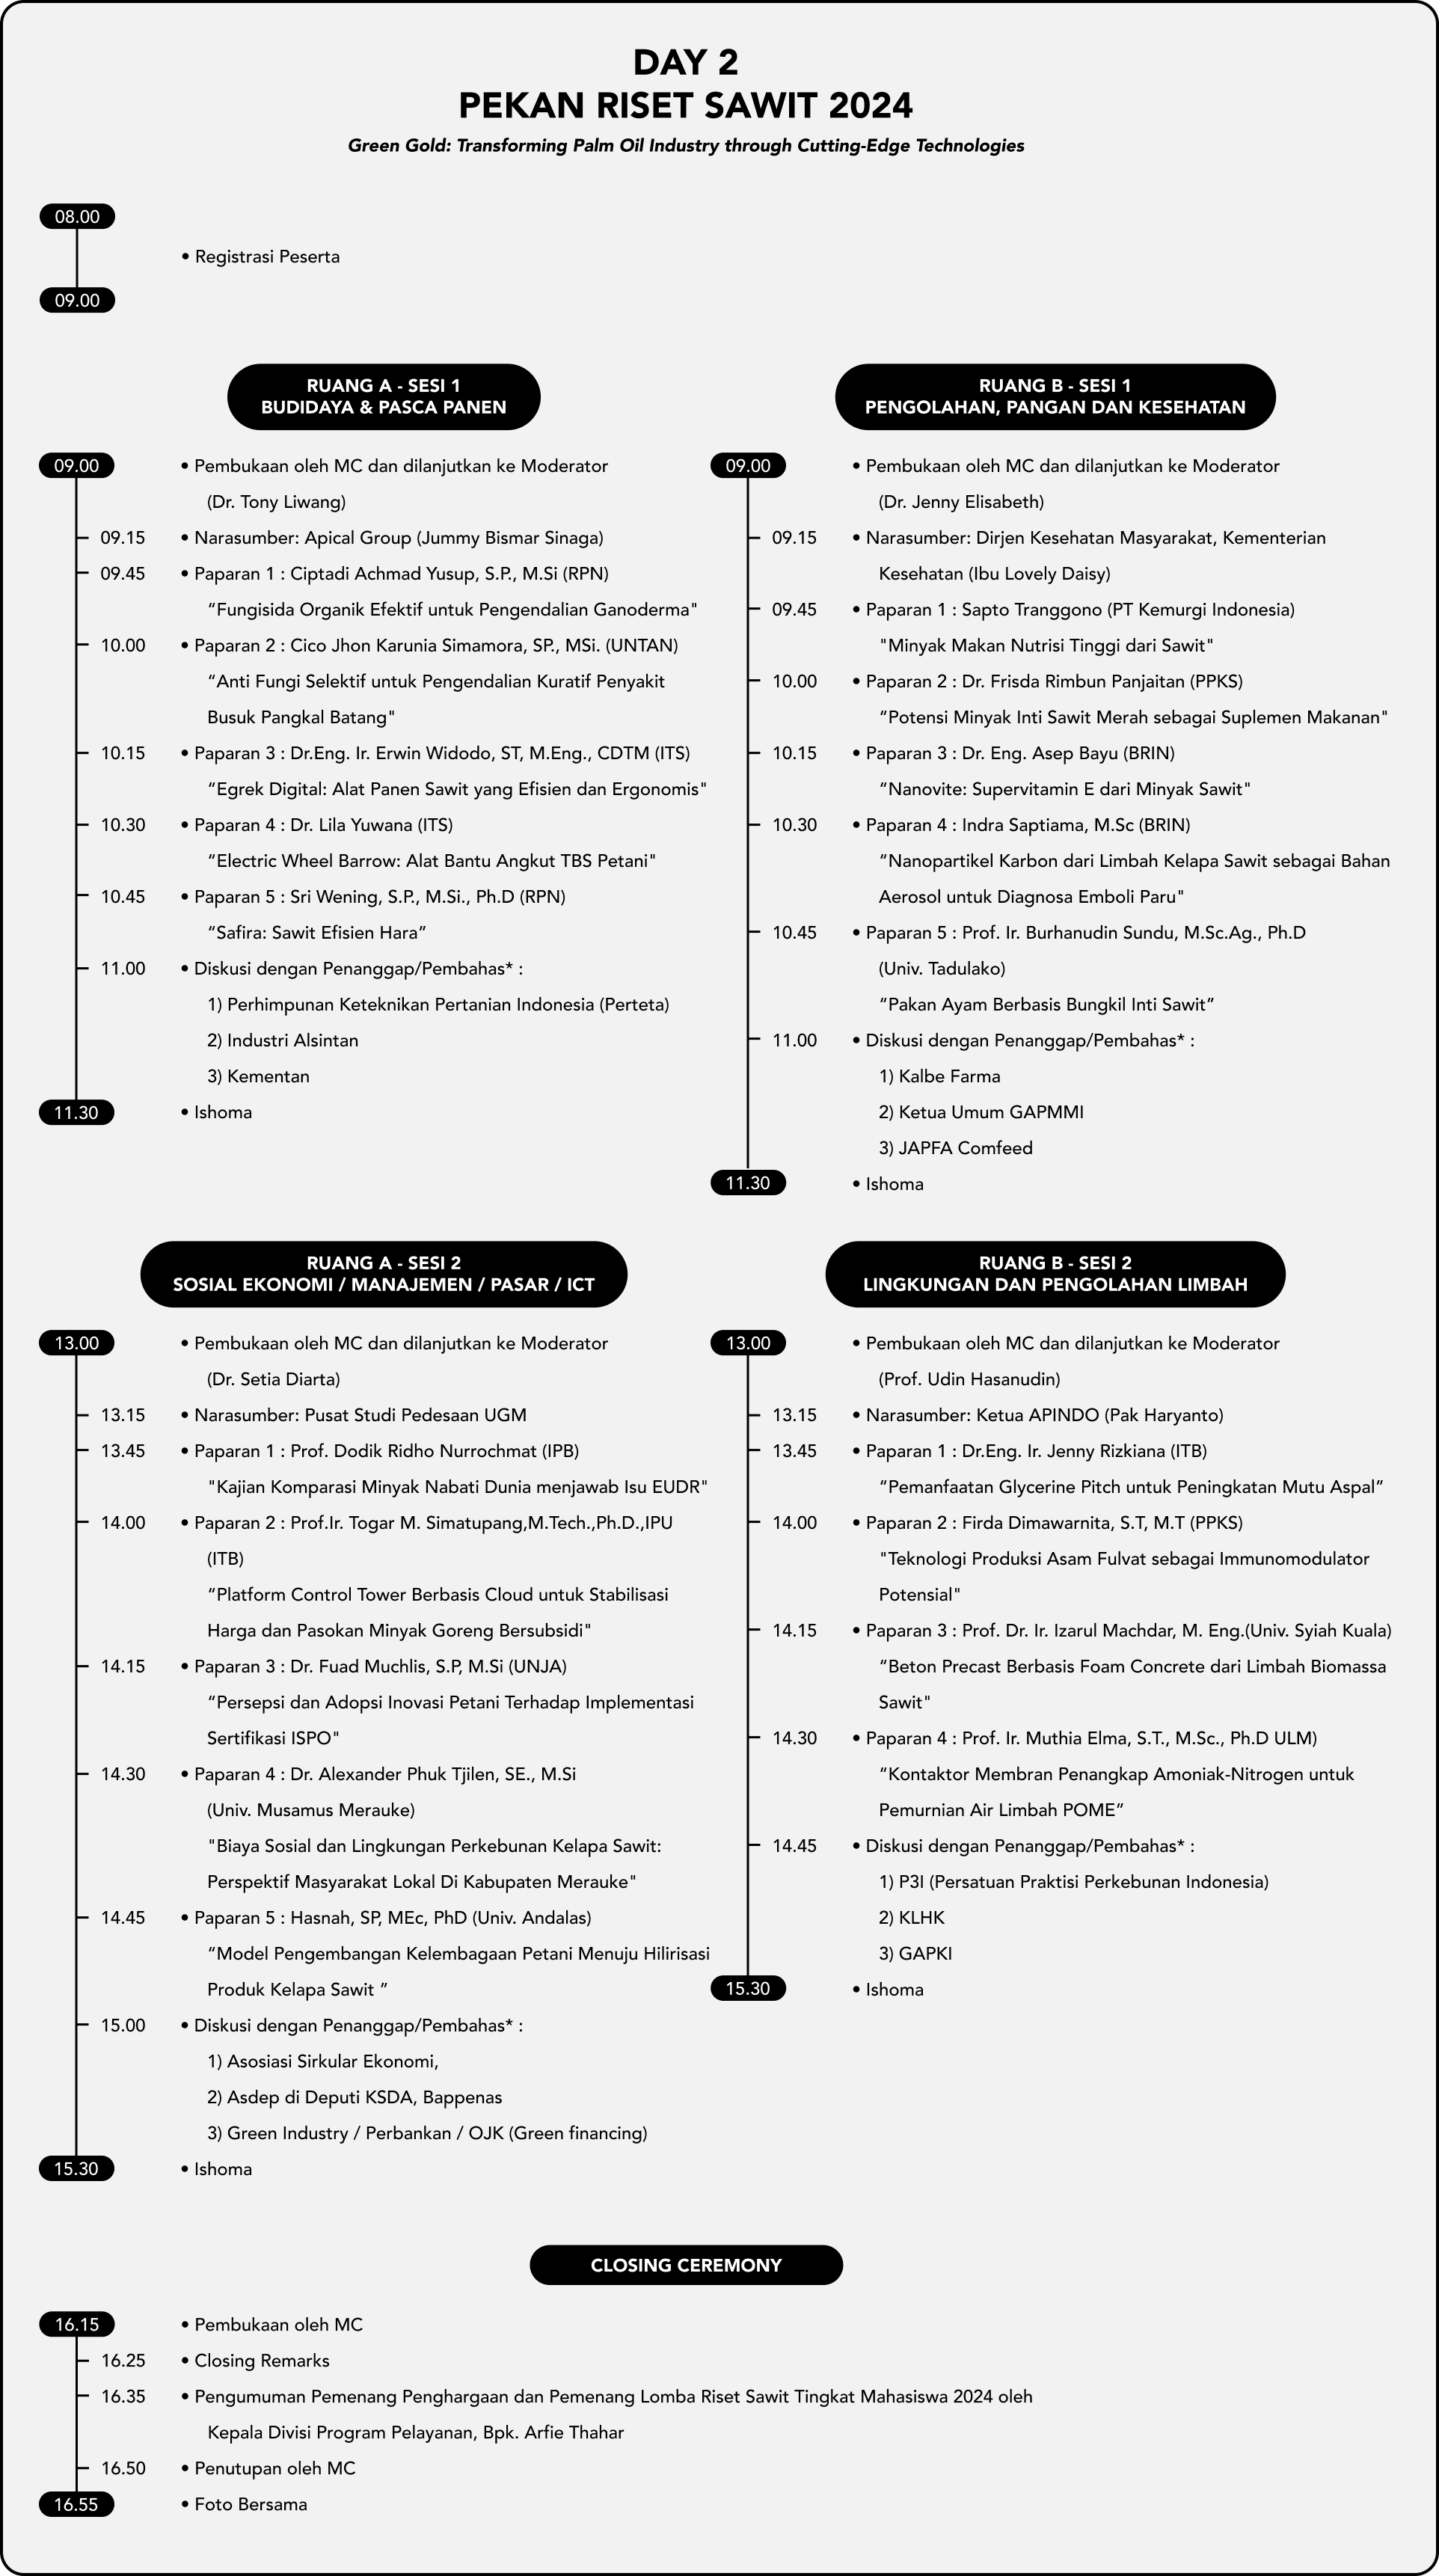 DAY 2
PEKAN RISET SAWIT 2024
Green Gold: Transforming Palm Oil Industry through Cutting-Edge Technologies
08.00
• Registrasi Peserta
09.00
RUANG A - SESI 1
BUDIDAYA & PASCA PANEN
09.00 • Pembukaan oleh MC dan dilanjutkan ke Moderator
(Dr. Tony Liwang)
09.15 • Narasumber: Apical Group (Jummy Bismar Sinaga)
09.45 • Paparan 1 : Ciptadi Achmad Yusup, S.P., M.Si (RPN)
“Fungisida Organik Efektif untuk Pengendalian Ganoderma"
10.00 • Paparan 2 : Cico Jhon Karunia Simamora, SP., MSi. (UNTAN)
“Anti Fungi Selektif untuk Pengendalian Kuratif Penyakit
Busuk Pangkal Batang"
10.15 • Paparan 3 : Dr.Eng. Ir. Erwin Widodo, ST, M.Eng., CDTM (ITS)
“Egrek Digital: Alat Panen Sawit yang Efisien dan Ergonomis"
10.30 • Paparan 4 : Dr. Lila Yuwana (ITS)
“Electric Wheel Barrow: Alat Bantu Angkut TBS Petani"
10.45 • Paparan 5 : Sri Wening, S.P., M.Si., Ph.D (RPN)
“Safira: Sawit Efisien Hara”
11.00 • Diskusi dengan Penanggap/Pembahas* :
1) Perhimpunan Keteknikan Pertanian Indonesia (Perteta)
2) Industri Alsintan
3) Kementan
11.30 • Ishoma
RUANG B - SESI 1
PENGOLAHAN, PANGAN DAN KESEHATAN
09.00 • Pembukaan oleh MC dan dilanjutkan ke Moderator
(Dr. Jenny Elisabeth)
09.15 • Narasumber: Dirjen Kesehatan Masyarakat, Kementerian
Kesehatan (Ibu Lovely Daisy)
09.45 • Paparan 1 : Sapto Tranggono (PT Kemurgi Indonesia)
"Minyak Makan Nutrisi Tinggi dari Sawit"
10.00 • Paparan 2 : Dr. Frisda Rimbun Panjaitan (PPKS)
“Potensi Minyak Inti Sawit Merah sebagai Suplemen Makanan"
10.15 • Paparan 3 : Dr. Eng. Asep Bayu (BRIN)
“Nanovite: Supervitamin E dari Minyak Sawit"
10.30 • Paparan 4 : Indra Saptiama, M.Sc (BRIN)
“Nanopartikel Karbon dari Limbah Kelapa Sawit sebagai Bahan
Aerosol untuk Diagnosa Emboli Paru"
10.45 • Paparan 5 : Prof. Ir. Burhanudin Sundu, M.Sc.Ag., Ph.D
(Univ. Tadulako)
“Pakan Ayam Berbasis Bungkil Inti Sawit”
11.00 • Diskusi dengan Penanggap/Pembahas* :
1) Kalbe Farma
2) Ketua Umum GAPMMI
3) JAPFA Comfeed
11.30 • Ishoma
RUANG A - SESI 2
SOSIAL EKONOMI / MANAJEMEN / PASAR / ICT
13.00 • Pembukaan oleh MC dan dilanjutkan ke Moderator
(Dr. Setia Diarta)
13.15 • Narasumber: Pusat Studi Pedesaan UGM
13.45 • Paparan 1 : Prof. Dodik Ridho Nurrochmat (IPB)
"Kajian Komparasi Minyak Nabati Dunia menjawab Isu EUDR"
14.00 • Paparan 2 : Prof.Ir. Togar M. Simatupang,M.Tech.,Ph.D.,IPU
(ITB)
“Platform Control Tower Berbasis Cloud untuk Stabilisasi
Harga dan Pasokan Minyak Goreng Bersubsidi"
14.15 • Paparan 3 : Dr. Fuad Muchlis, S.P, M.Si (UNJA)
“Persepsi dan Adopsi Inovasi Petani Terhadap Implementasi
Sertifikasi ISPO"
14.30 • Paparan 4 : Dr. Alexander Phuk Tjilen, SE., M.Si
(Univ. Musamus Merauke)
"Biaya Sosial dan Lingkungan Perkebunan Kelapa Sawit:
Perspektif Masyarakat Lokal Di Kabupaten Merauke"
14.45 • Paparan 5 : Hasnah, SP, MEc, PhD (Univ. Andalas)
“Model Pengembangan Kelembagaan Petani Menuju Hilirisasi
Produk Kelapa Sawit ”
15.00 • Diskusi dengan Penanggap/Pembahas* :
1) Asosiasi Sirkular Ekonomi,
2) Asdep di Deputi KSDA, Bappenas
3) Green Industry / Perbankan / OJK (Green financing)
15.30 • Ishoma
RUANG B - SESI 2
LINGKUNGAN DAN PENGOLAHAN LIMBAH
13.00 • Pembukaan oleh MC dan dilanjutkan ke Moderator
(Prof. Udin Hasanudin)
13.15 • Narasumber: Ketua APINDO (Pak Haryanto)
13.45 • Paparan 1 : Dr.Eng. Ir. Jenny Rizkiana (ITB)
“Pemanfaatan Glycerine Pitch untuk Peningkatan Mutu Aspal”
14.00 • Paparan 2 : Firda Dimawarnita, S.T, M.T (PPKS)
"Teknologi Produksi Asam Fulvat sebagai Immunomodulator
Potensial"
14.15 • Paparan 3 : Prof. Dr. Ir. Izarul Machdar, M. Eng.(Univ. Syiah Kuala)
“Beton Precast Berbasis Foam Concrete dari Limbah Biomassa
Sawit"
14.30 • Paparan 4 : Prof. Ir. Muthia Elma, S.T., M.Sc., Ph.D ULM)
“Kontaktor Membran Penangkap Amoniak-Nitrogen untuk
Pemurnian Air Limbah POME”
14.45 • Diskusi dengan Penanggap/Pembahas* :
1) P3I (Persatuan Praktisi Perkebunan Indonesia)
2) KLHK
3) GAPKI
15.30 • Ishoma
CLOSING CEREMONY
16.15 • Pembukaan oleh MC
16.25 • Closing Remarks
16.35 • Pengumuman Pemenang Penghargaan dan Pemenang Lomba Riset Sawit Tingkat Mahasiswa 2024 oleh
Kepala Divisi Program Pelayanan, Bpk. Arfie Thahar
16.50 • Penutupan oleh MC
16.55 • Foto Bersama